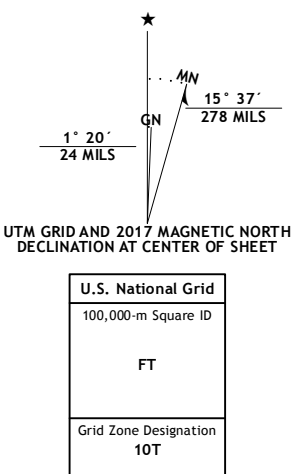 MN
15° 37´
278 MILS
GN
1° 20´
24 MILS
UTM GRID AND 2017 MAGNETIC NORTH
DECLINATION AT CENTER OF SHEET
U.S. National Grid
100,000-m Square ID
FT
Grid Zone Designation
10T